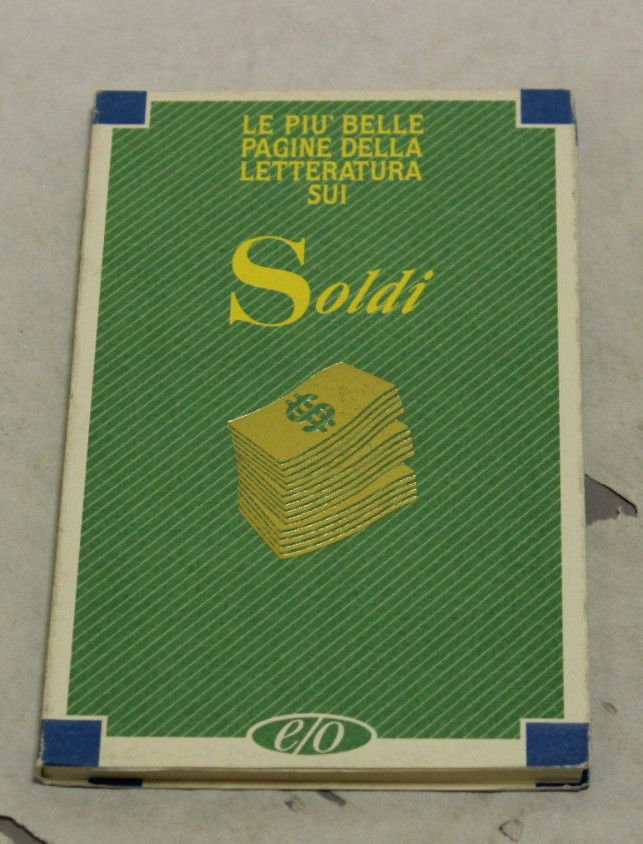 LE PIU' BELLE
PAGINE DELLA
LETTERATURA
SUI
Soldi
$
e/o